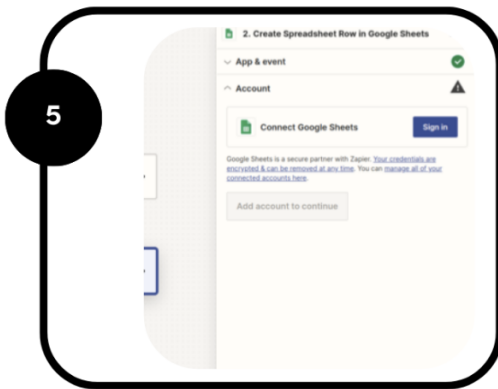 5
2. Create Spreadsheet Row in Google Sheets
App & event
Account
Connect Google Sheets
Sign in
Google Sheets is a secure partner with Zapier. Your credentials are
encrypted & can be removed at any time. You can manage all of your
connected accounts here.
Add account to continue